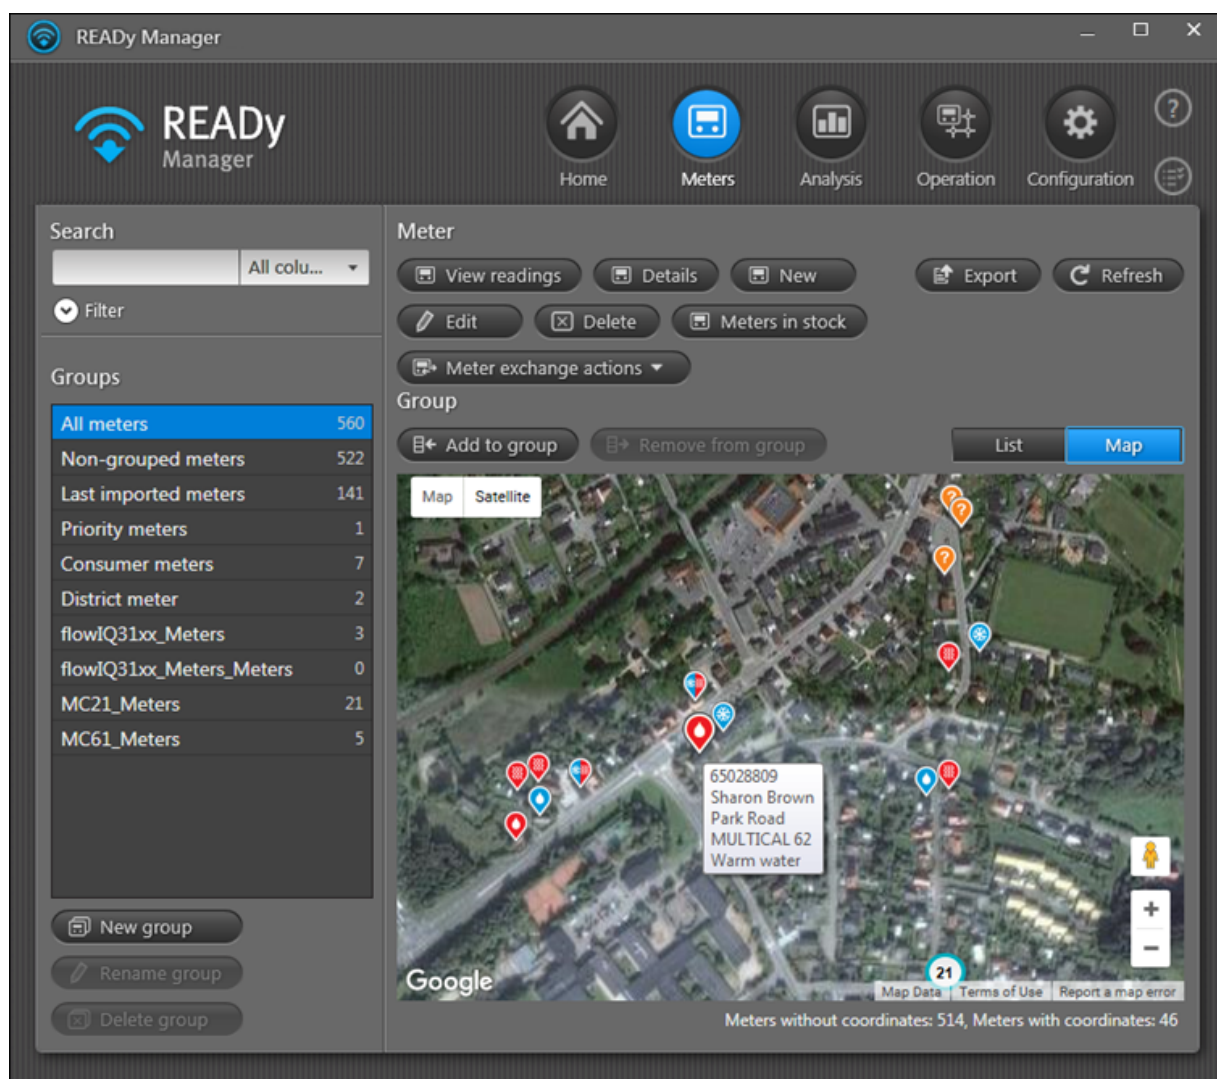 READy Manager
READy
Manager
Home
Meters
Analysis
Operation
Configuration
?
Search
All colu...
Filter
Groups
All meters 560
Non-grouped meters 522
Last imported meters 141
Priority meters 1
Consumer meters 7
District meter 2
flowIQ31xx_Meters 3
flowIQ31xx_Meters_Meters 0
MC21_Meters 21
MC61_Meters 5
New group
Rename group
Delete group
Meter
View readings
Details
New
Export
Refresh
Edit
Delete
Meters in stock
Meter exchange actions
Group
Add to group
Remove from group
List
Map
Map
Satellite
?
?
?
65028809
Sharon Brown
Park Road
MULTICAL 62
Warm water
+
−
21
Google
Map Data
Terms of Use
Report a map error
Meters without coordinates: 514, Meters with coordinates: 46